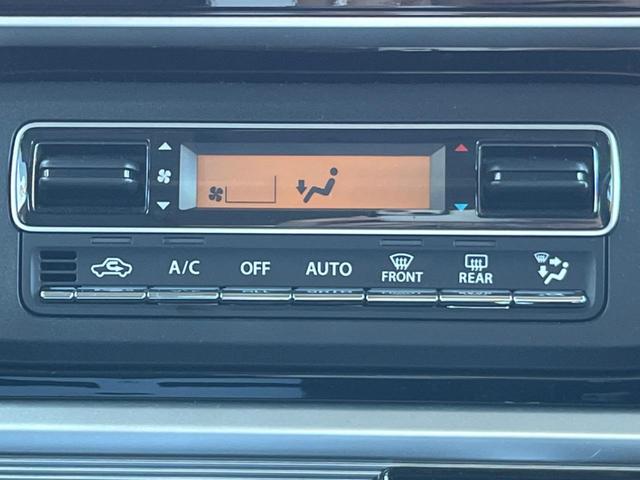 A/C OFF AUTO FRONT REAR